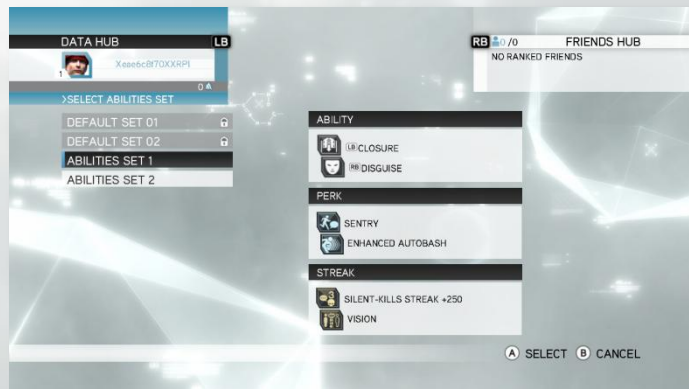 DATA HUB LB
1
0
>SELECT ABILITIES SET
DEFAULT SET 01
DEFAULT SET 02
ABILITIES SET 1
ABILITIES SET 2
RB 0 /0 FRIENDS HUB
NO RANKED FRIENDS
ABILITY
LB CLOSURE
RB DISGUISE
PERK
SENTRY
ENHANCED AUTOBASH
STREAK
3
SILENT-KILLS STREAK +250
VISION
A SELECT B CANCEL